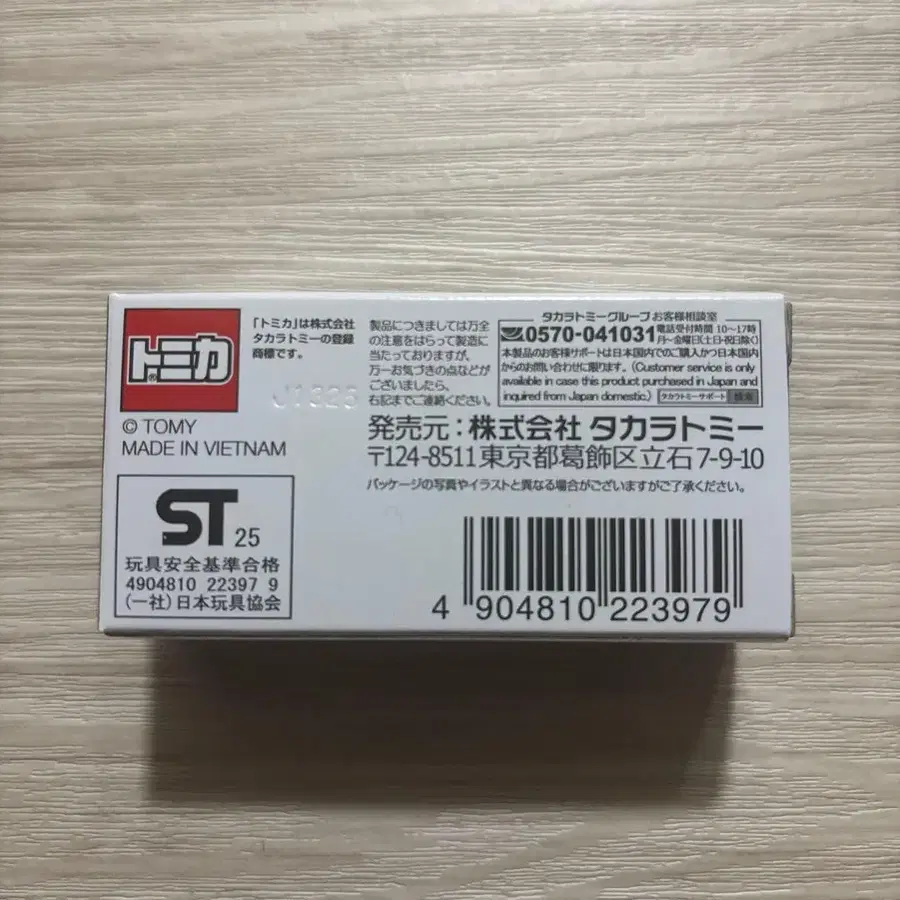 トミカ®
© TOMY
MADE IN VIETNAM
「トミカ」は株式会社
タカラトミーの登録
商標です。
製品につきましては万全
の注意をはらって製造に
当たっておりますが、
万一お気づきの点などが
ございましたら、
右記までご連絡ください。
タカラトミーグループ お客様相談室
0570-041031
電話受付時間 10〜17時
月〜金曜日(土日・祝日除く)
本製品のお客様サポートは日本国内でのご購入かつ日本国内
からのお問い合わせに限ります。(Customer service is only
available in case this product purchased in Japan and
inquired from Japan domestic.) タカラトミーサポート 検索
発売元:株式会社 タカラトミー
〒124-8511 東京都葛飾区立石7-9-10
パッケージの写真やイラストと異なる場合がございますがご了承ください。
ST 25
玩具安全基準合格
4904810 22397 9
(一社)日本玩具協会
4 904810 223979